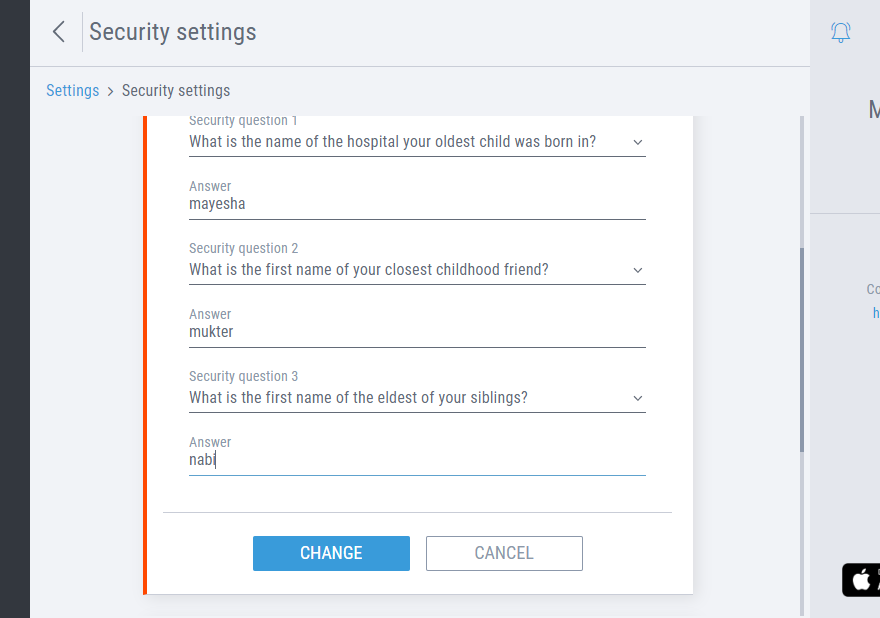 Security settings
Settings > Security settings
Security question 1
What is the name of the hospital your oldest child was born in?
Answer
mayesha
Security question 2
What is the first name of your closest childhood friend?
Answer
mukter
Security question 3
What is the first name of the eldest of your siblings?
Answer
nabi
CHANGE
CANCEL
M
Co
h